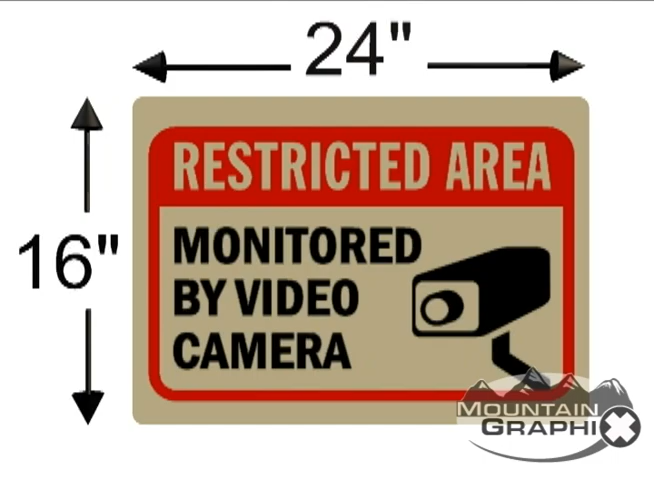 24"
16"
RESTRICTED AREA
MONITORED
BY VIDEO
CAMERA
MOUNTAIN
GRAPHIX